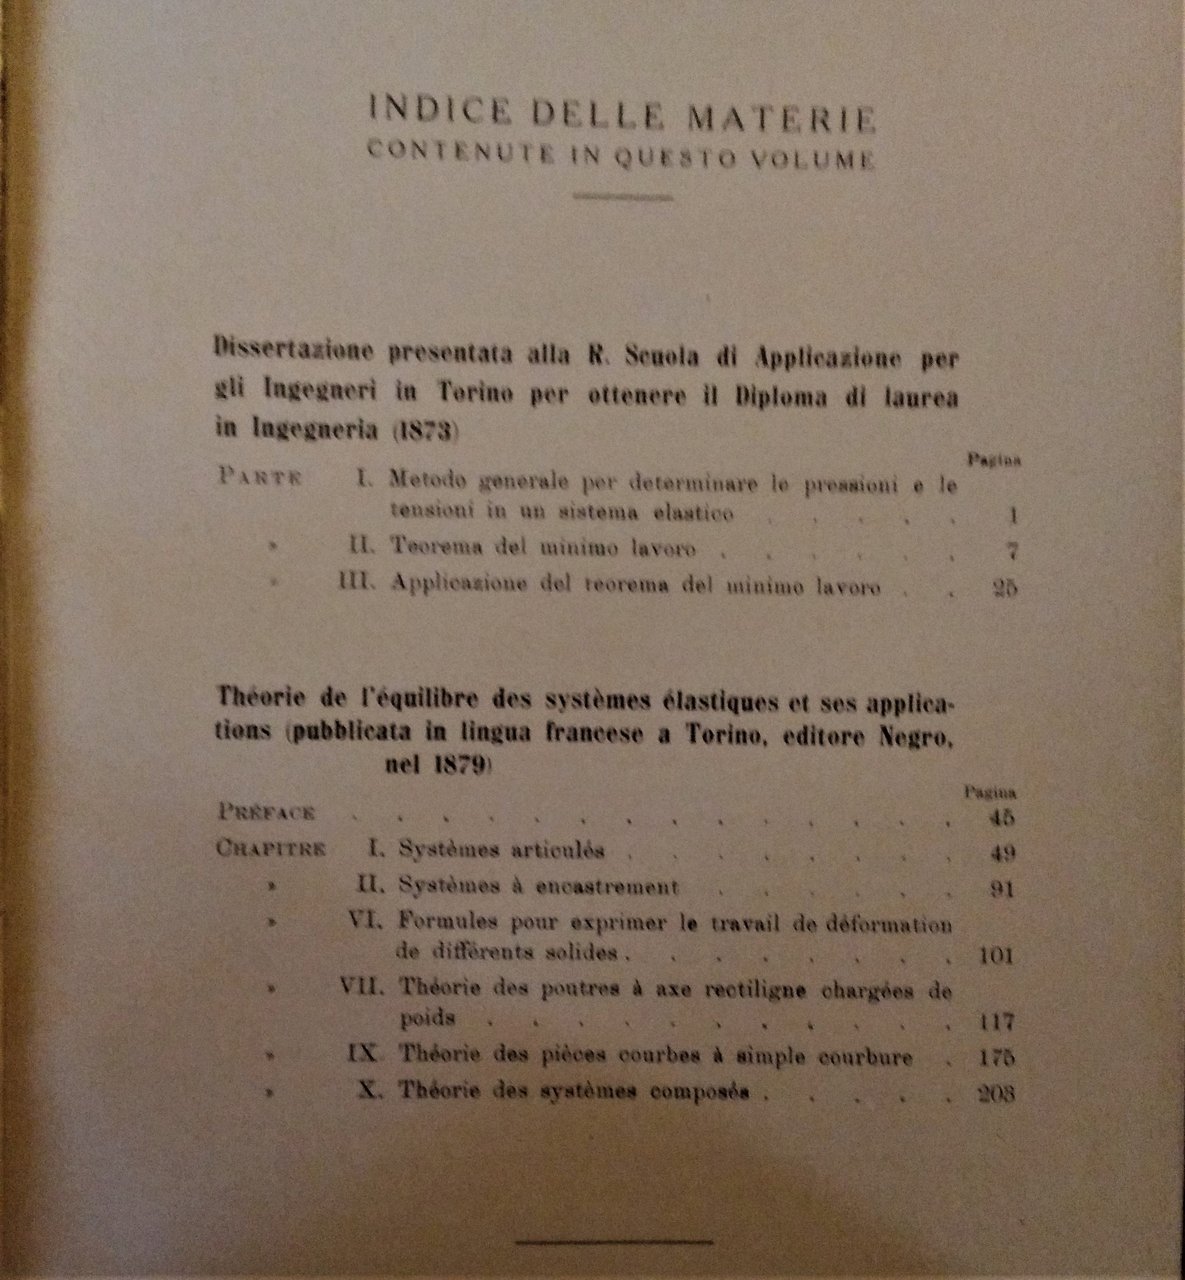 INDICE DELLE MATERIE
CONTENUTE IN QUESTO VOLUME
Dissertazione presentata alla R. Scuola di Applicazione per
gli Ingegneri in Torino per ottenere il Diploma di laurea
in Ingegneria (1873)
Pagina
PARTE I. Metodo generale per determinare le pressioni e le
tensioni in un sistema elastico . . . . . 1
» II. Teorema del minimo lavoro . . . . . . 7
» III. Applicazione del teorema del minimo lavoro . . 25
Théorie de l'équilibre des systèmes élastiques et ses applica-
tions (pubblicata in lingua francese a Torino, editore Negro,
nel 1879)
Pagina
PRÉFACE . . . . . . . . . . . . . . 45
CHAPITRE I. Systèmes articulés . . . . . . . . 49
» II. Systèmes à encastrement . . . . . . 91
» VI. Formules pour exprimer le travail de déformation
de différents solides . . . . . . . . 101
» VII. Théorie des poutres à axe rectiligne chargées de
poids . . . . . . . . . . . 117
» IX Théorie des pièces courbes à simple courbure . 175
» X. Théorie des systèmes composés . . . . . 203